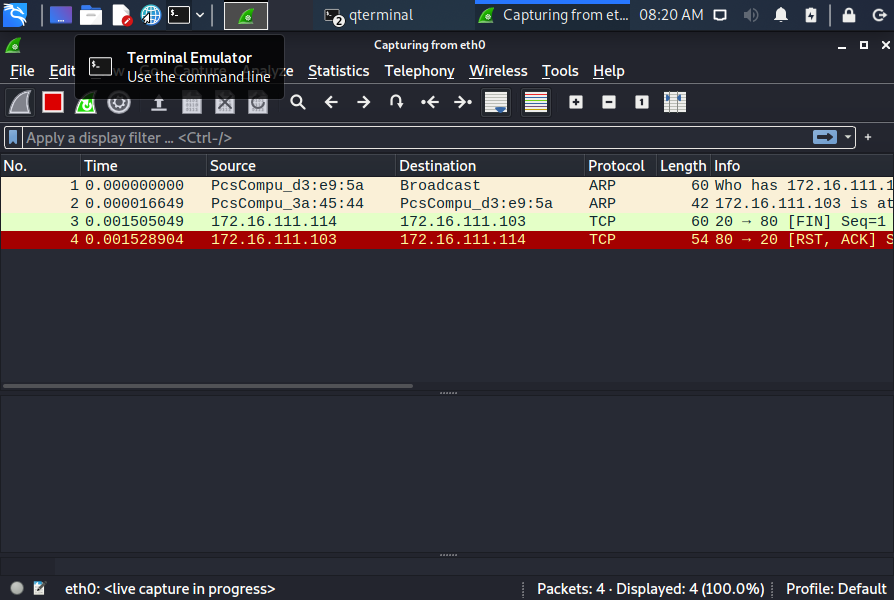 qterminal
2
Capturing from et...
08:20 AM
Capturing from eth0
Terminal Emulator
Use the command line
File Edit Statistics Telephony Wireless Tools Help
Apply a display filter ... <Ctrl-/>
No. Time Source Destination Protocol Length Info
1 0.000000000 PcsCompu_d3:e9:5a Broadcast ARP 60 Who has 172.16.111.1
2 0.000016649 PcsCompu_3a:45:44 PcsCompu_d3:e9:5a ARP 42 172.16.111.103 is at
3 0.001505049 172.16.111.114 172.16.111.103 TCP 60 20 → 80 [FIN] Seq=1
4 0.001528904 172.16.111.103 172.16.111.114 TCP 54 80 → 20 [RST, ACK] S
eth0: <live capture in progress>
Packets: 4 · Displayed: 4 (100.0%)
Profile: Default